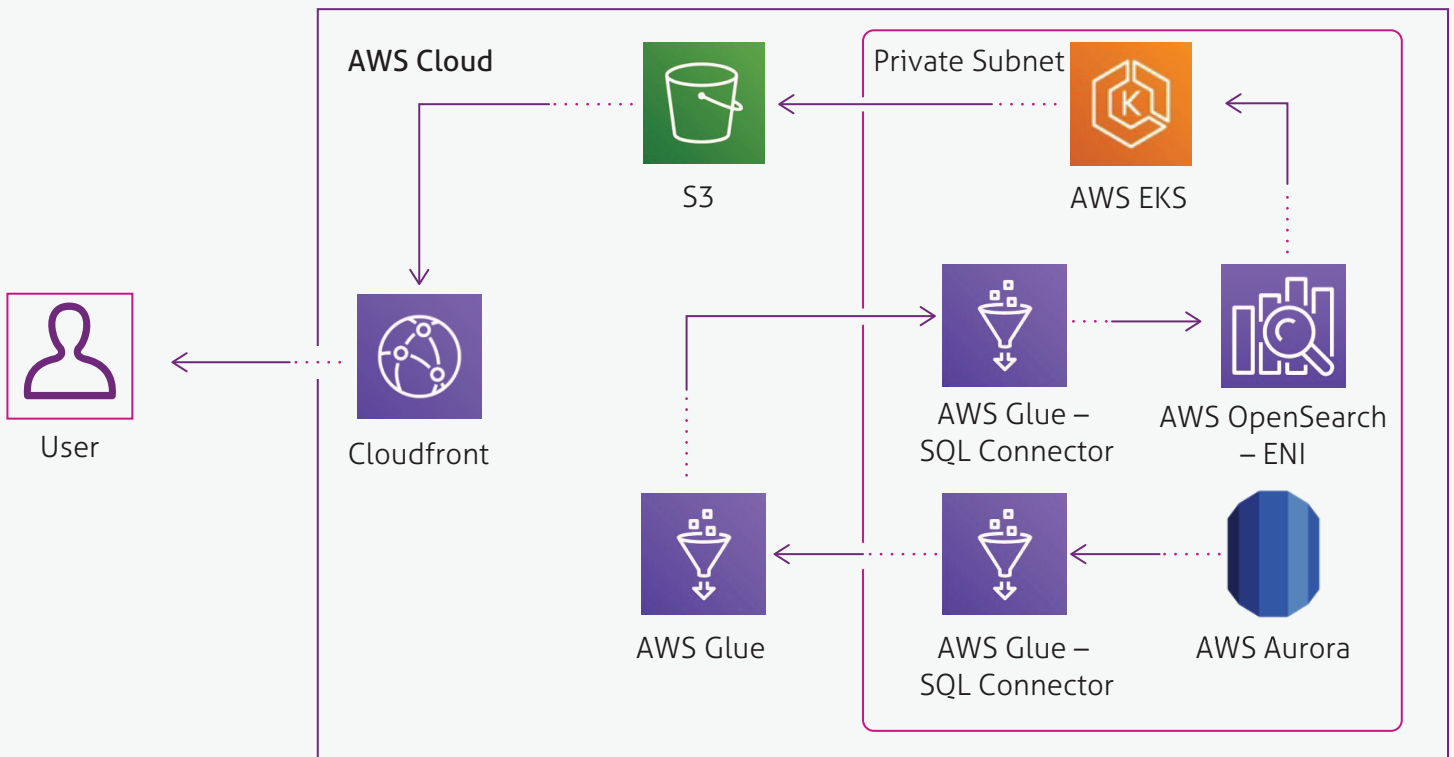 AWS Cloud
Private Subnet
K
S3
AWS EKS
User
Cloudfront
AWS Glue –
SQL Connector
AWS OpenSearch
– ENI
AWS Glue
AWS Glue –
SQL Connector
AWS Aurora